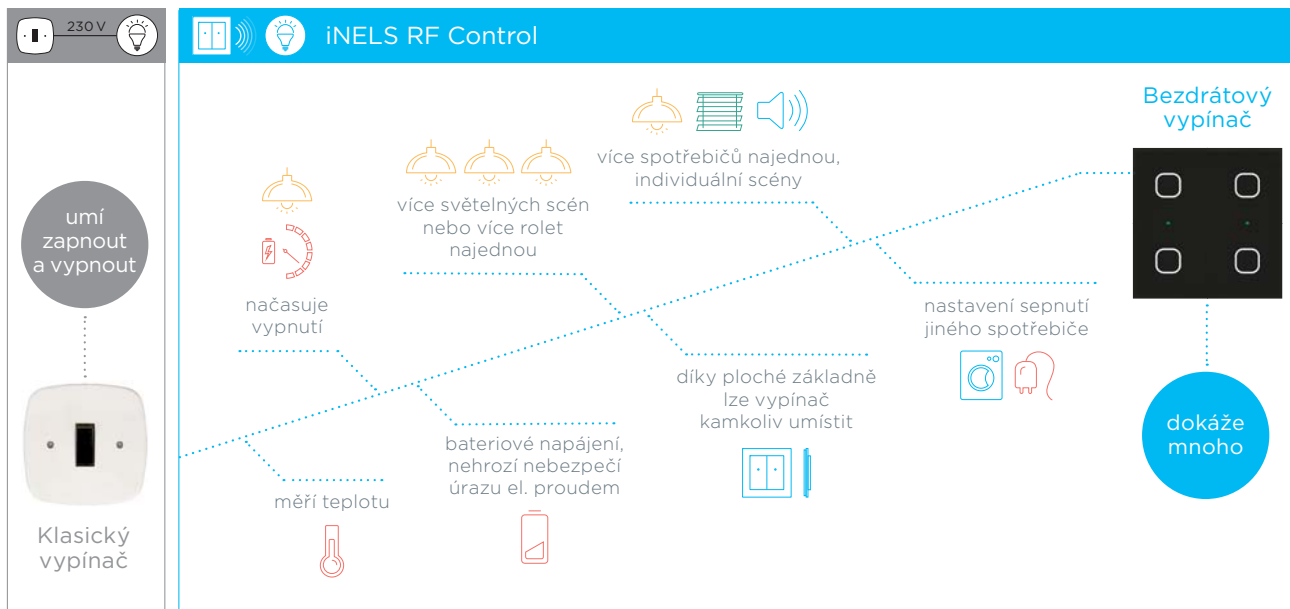 230 V
umí
zapnout
a vypnout
Klasický
vypínač
iNELS RF Control
načasuje
vypnutí
více světelných scén
nebo více rolet
najednou
více spotřebičů najednou,
individuální scény
Bezdrátový
vypínač
měří teplotu
bateriové napájení,
nehrozí nebezpečí
úrazu el. proudem
díky ploché základně
lze vypínač
kamkoliv umístit
nastavení sepnutí
jiného spotřebiče
dokáže
mnoho